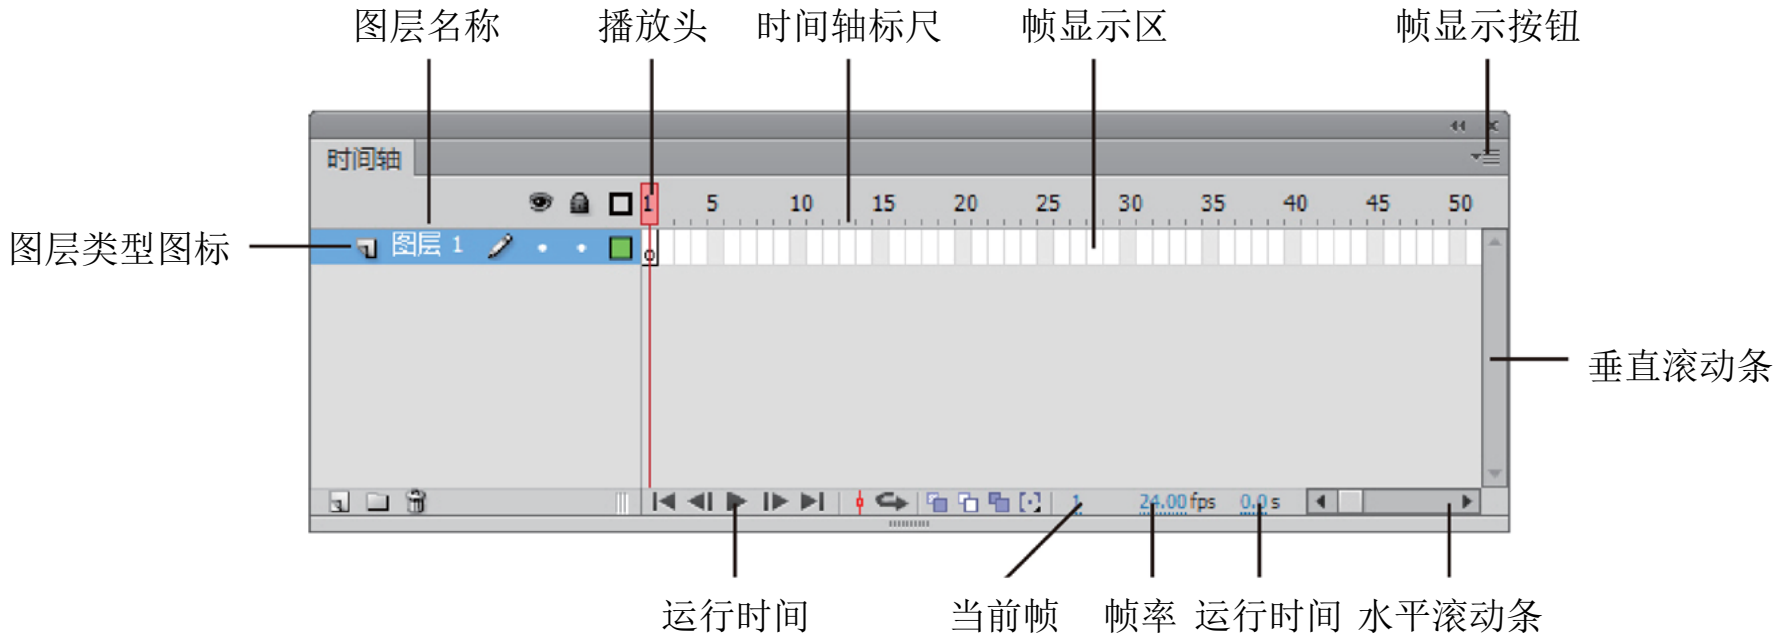 图层名称 播放头 时间轴标尺 帧显示区 帧显示按钮
时间轴
1 5 10 15 20 25 30 35 40 45 50
图层类型图标 图层 1
垂直滚动条
1 24.00 fps 0.0 s
运行时间 当前帧 帧率 运行时间 水平滚动条